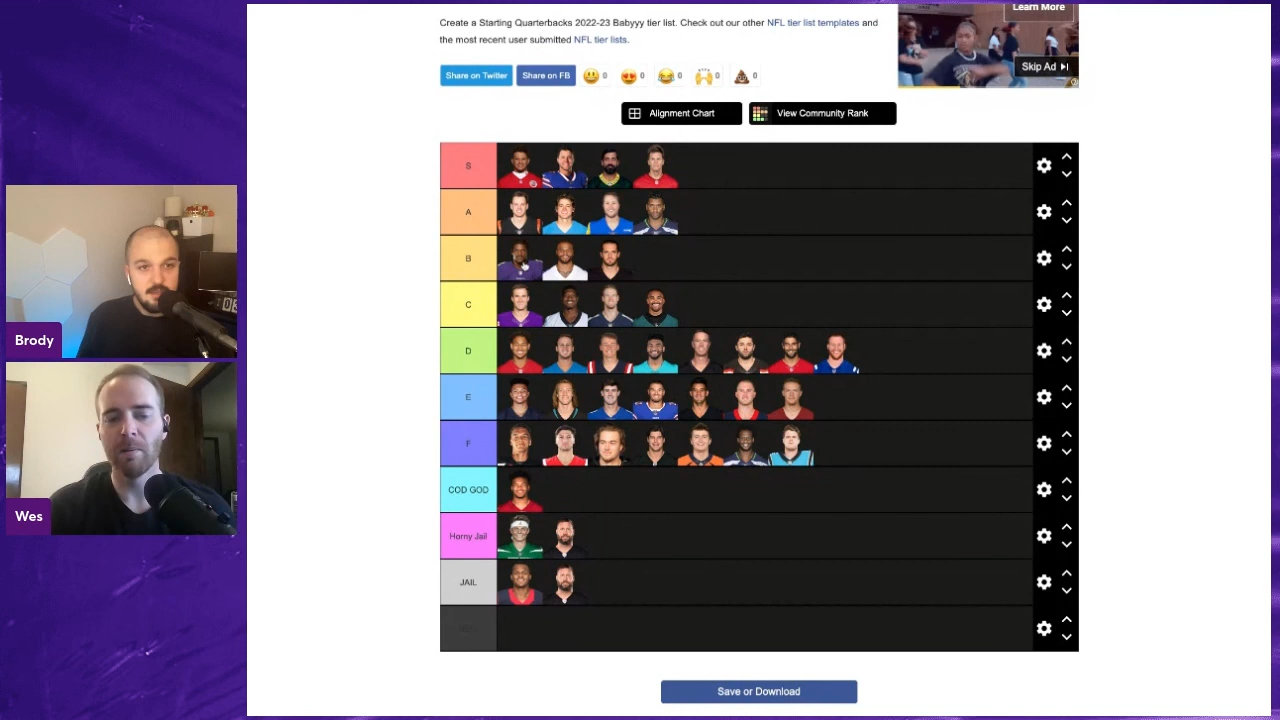 Learn More
Create a Starting Quarterbacks 2022-23 Babyyy tier list. Check out our other NFL tier list templates and
the most recent user submitted NFL tier lists.
Skip Ad
Share on Twitter
Share on FB
0
0
0
0
0
Alignment Chart
View Community Rank
S
A
B
C
D
E
F
COD GOD
Horny Jail
JAIL
Brody
Wes
Save or Download